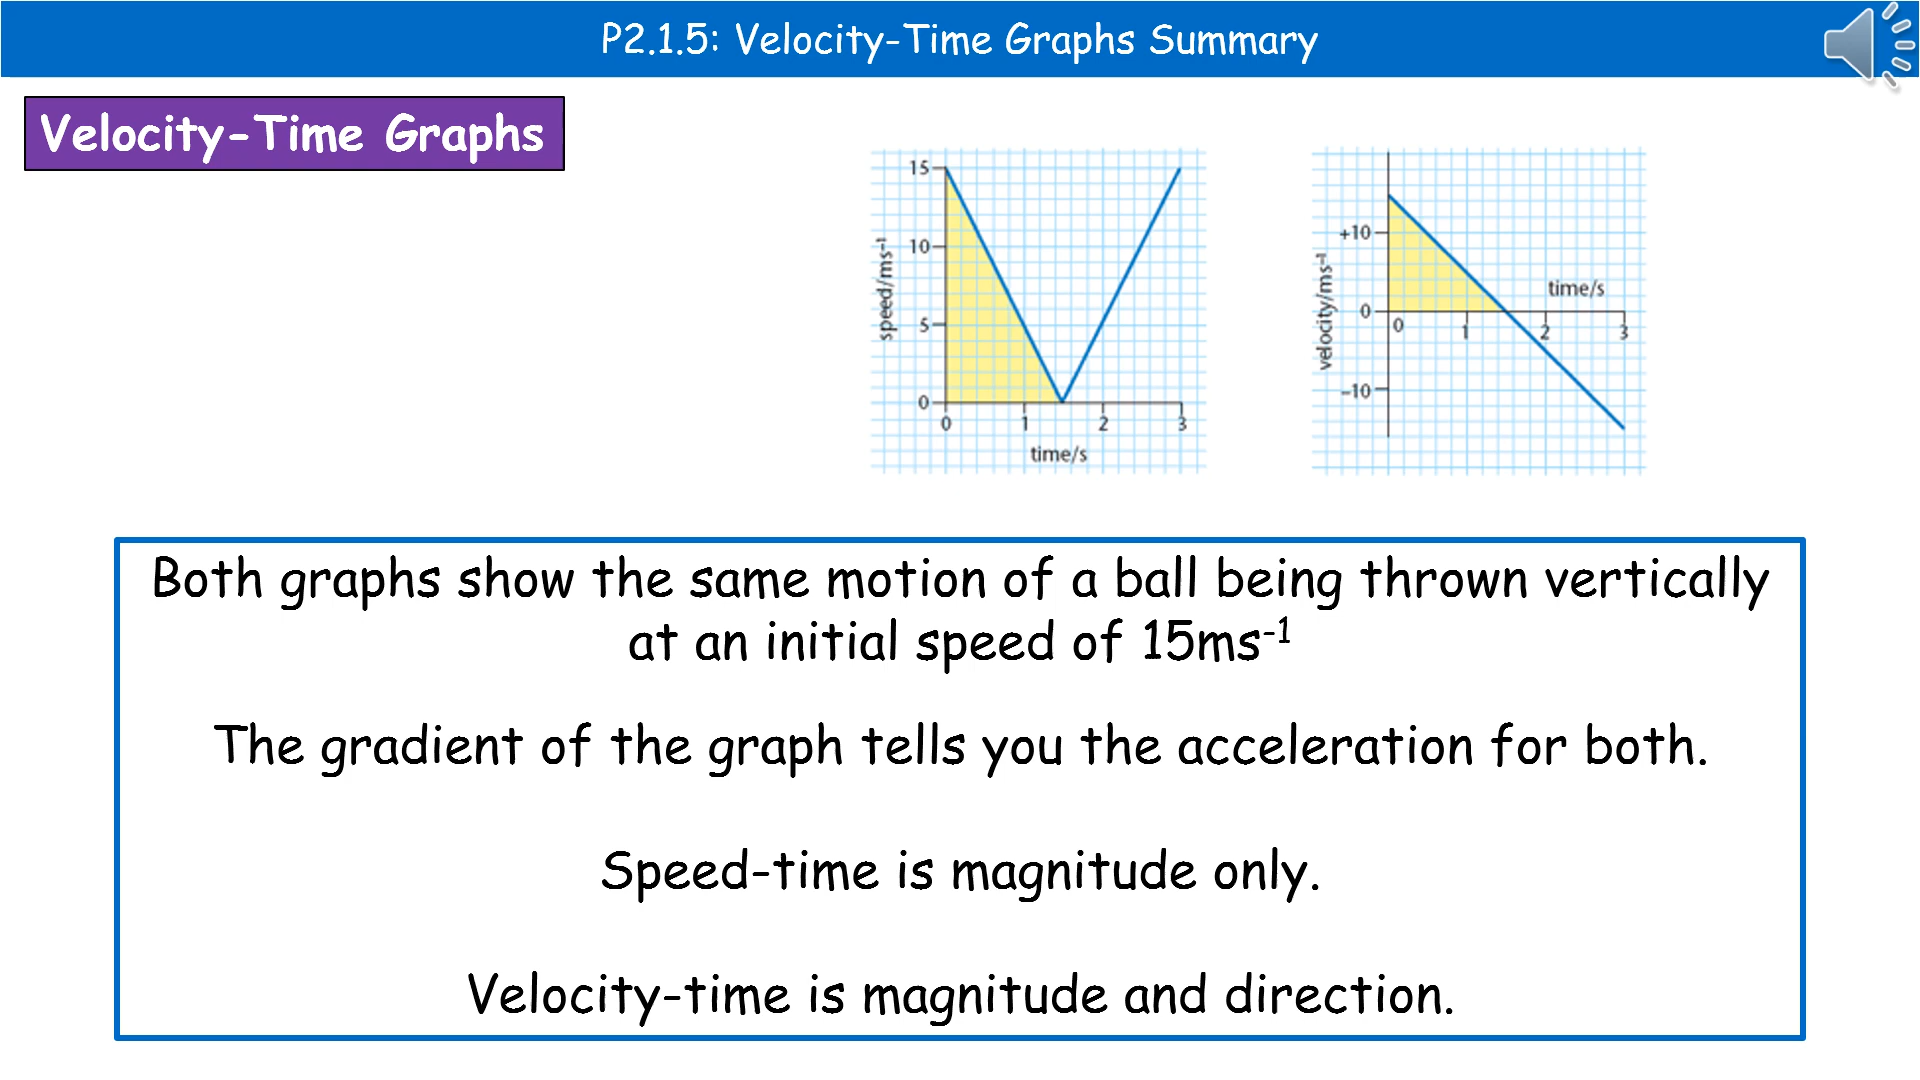 P2.1.5: Velocity-Time Graphs Summary
Velocity-Time Graphs
15
10
5
0
speed/ms⁻¹
0 1 2 3
time/s
+10
0
–10
velocity/ms⁻¹
time/s
0 1 2 3
Both graphs show the same motion of a ball being thrown vertically
at an initial speed of 15ms⁻¹
The gradient of the graph tells you the acceleration for both.
Speed-time is magnitude only.
Velocity-time is magnitude and direction.